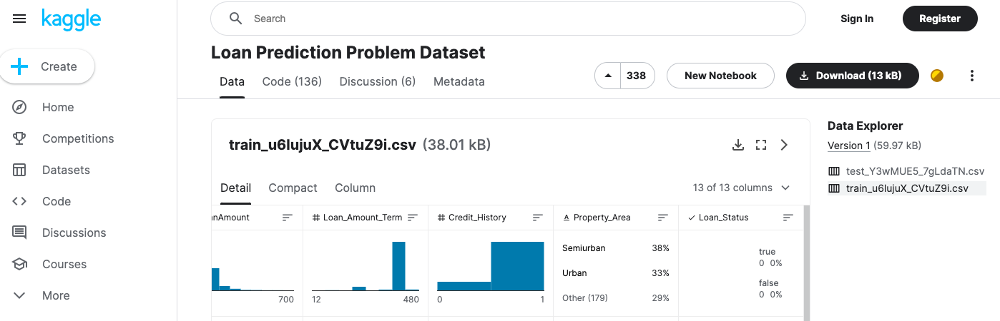 kaggle
Search
Sign In
Register
Create
Home
Competitions
Datasets
Code
Discussions
Courses
More
Loan Prediction Problem Dataset
Data
Code (136)
Discussion (6)
Metadata
338
New Notebook
Download (13 kB)
train_u6lujuX_CVtuZ9i.csv (38.01 kB)
Detail
Compact
Column
13 of 13 columns
nAmount
Loan_Amount_Term
Credit_History
Property_Area
Loan_Status
700
12
480
0
1
Semiurban 38%
Urban 33%
Other (179) 29%
true
0 0%
false
0 0%
Data Explorer
Version 1 (59.97 kB)
test_Y3wMUE5_7gLdaTN.csv
train_u6lujuX_CVtuZ9i.csv